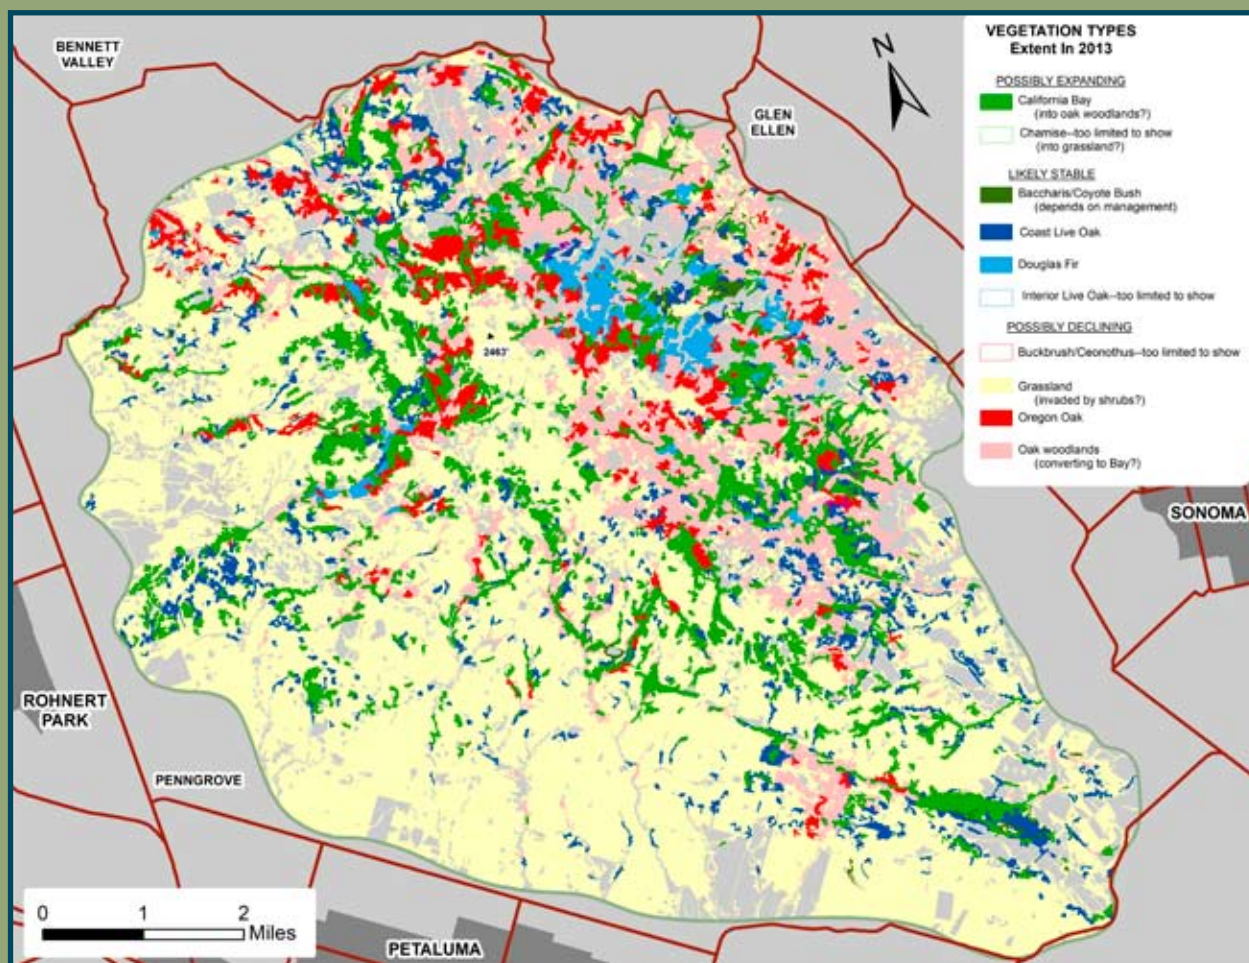 BENNETT
VALLEY
N
GLEN
ELLEN
VEGETATION TYPES
Extent In 2013
POSSIBLY EXPANDING
California Bay
(into oak woodlands?)
Chamise--too limited to show
(into grassland?)
LIKELY STABLE
Baccharis/Coyote Bush
(depends on management)
Coast Live Oak
Douglas Fir
Interior Live Oak--too limited to show
POSSIBLY DECLINING
Buckbrush/Ceonothus--too limited to show
Grassland
(invaded by shrubs?)
Oregon Oak
Oak woodlands
(converting to Bay?)
2463'
SONOMA
ROHNERT
PARK
PENNGROVE
0 1 2
Miles
PETALUMA